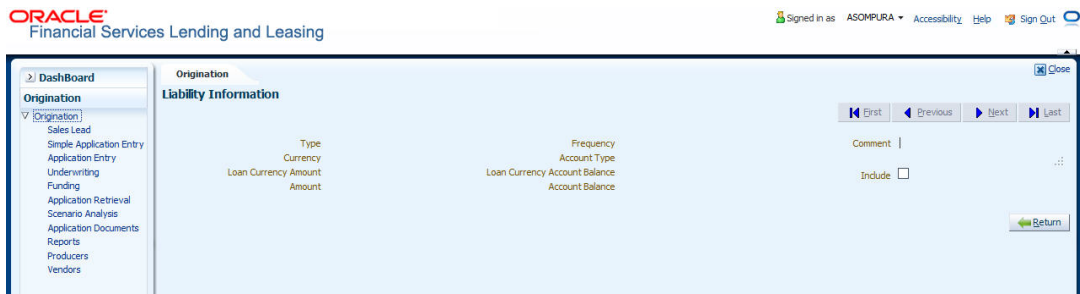 ORACLE
Financial Services Lending and Leasing
Signed in as ASOMPURA Accessibility Help Sign Out
DashBoard
Origination
Origination
Sales Lead
Simple Application Entry
Application Entry
Underwriting
Funding
Application Retrieval
Scenario Analysis
Application Documents
Reports
Producers
Vendors
Origination
Close
Liability Information
First Previous Next Last
Type
Currency
Loan Currency Amount
Amount
Frequency
Account Type
Loan Currency Account Balance
Account Balance
Comment
Include
Return